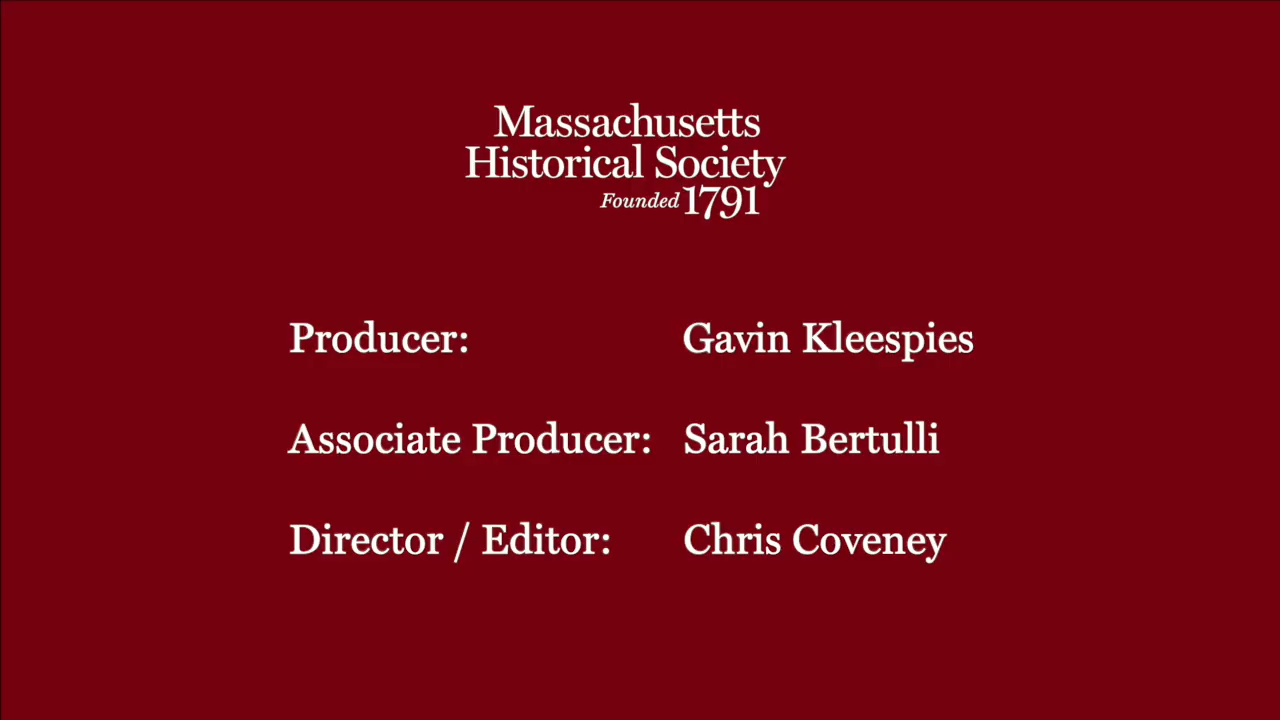 Massachusetts
Historical Society
Founded 1791
Producer: Gavin Kleespies
Associate Producer: Sarah Bertulli
Director / Editor: Chris Coveney